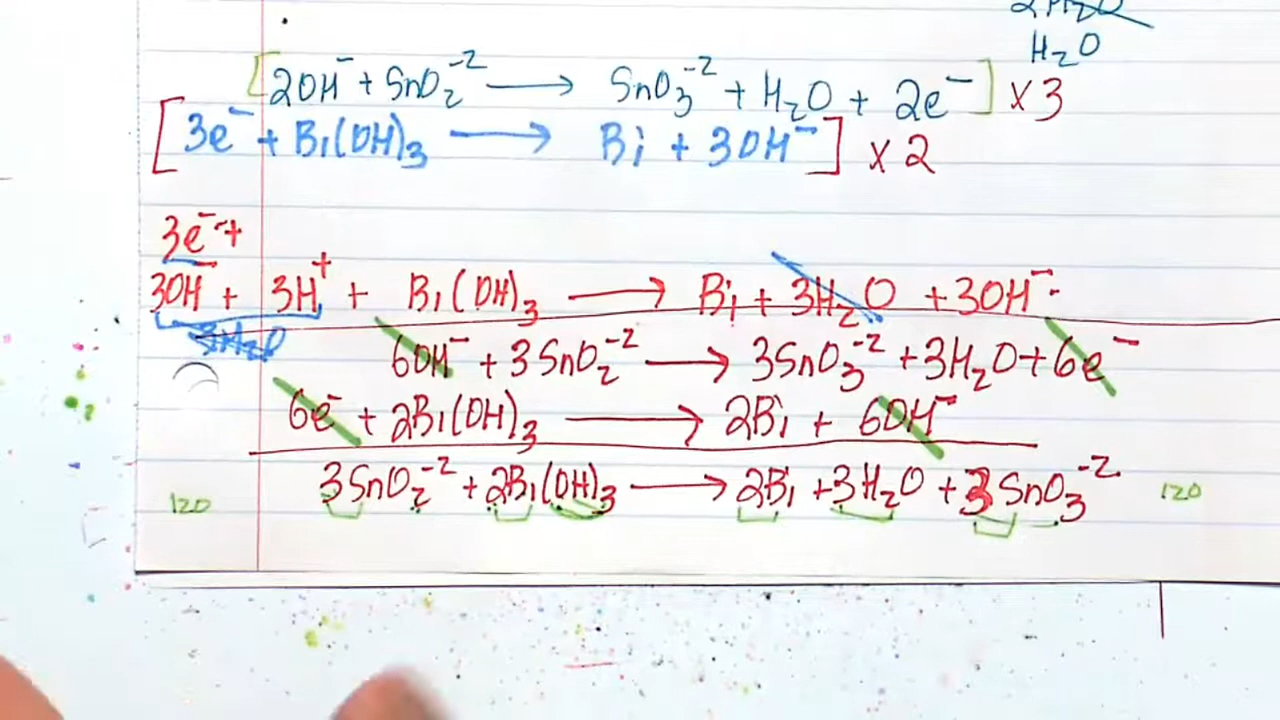 H₂O
[2OH⁻ + SnO₂⁻² ⟶ SnO₃⁻² + H₂O + 2e⁻] x 3
[3e⁻ + Bi(OH)₃ ⟶ Bi + 3OH⁻] x 2
3e⁻ +
3OH⁻ + 3H⁺ + Bi(OH)₃ ⟶ Bi + 3H₂O + 3OH⁻
3H₂O
6OH⁻ + 3SnO₂⁻² ⟶ 3SnO₃⁻² + 3H₂O + 6e⁻
6e⁻ + 2Bi(OH)₃ ⟶ 2Bi + 6OH⁻
3SnO₂⁻² + 2Bi(OH)₃ ⟶ 2Bi + 3H₂O + 3SnO₃⁻²
120 120